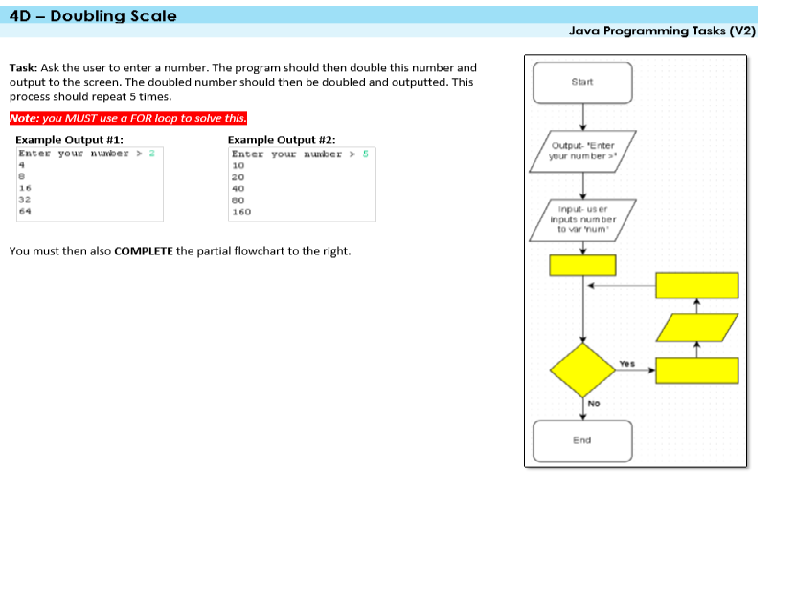 4D – Doubling Scale
Java Programming Tasks (V2)
Task: Ask the user to enter a number. The program should then double this number and
output to the screen. The doubled number should then be doubled and outputted. This
process should repeat 5 times.
Note: you MUST use a FOR loop to solve this.
Example Output #1:
Enter your number > 2
4
8
16
32
64
Example Output #2:
Enter your number > 5
10
20
40
80
160
You must then also COMPLETE the partial flowchart to the right.
Start
Output- "Enter
your number >"
Input- user
inputs number
to var 'num'
Yes
No
End